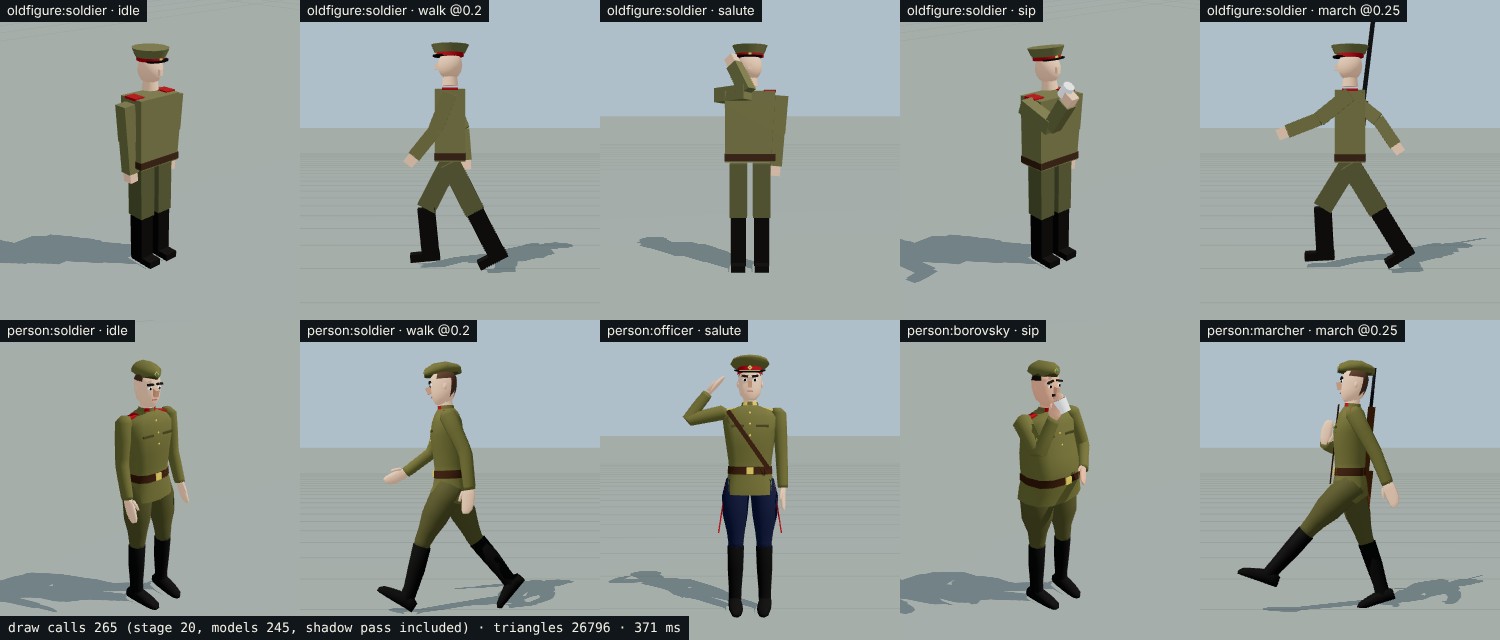 oldfigure:soldier · idle
oldfigure:soldier · walk @0.2
oldfigure:soldier · salute
oldfigure:soldier · sip
oldfigure:soldier · march @0.25
person:soldier · idle
person:soldier · walk @0.2
person:officer · salute
person:borovsky · sip
person:marcher · march @0.25
draw calls 265 (stage 20, models 245, shadow pass included) · triangles 26796 · 371 ms